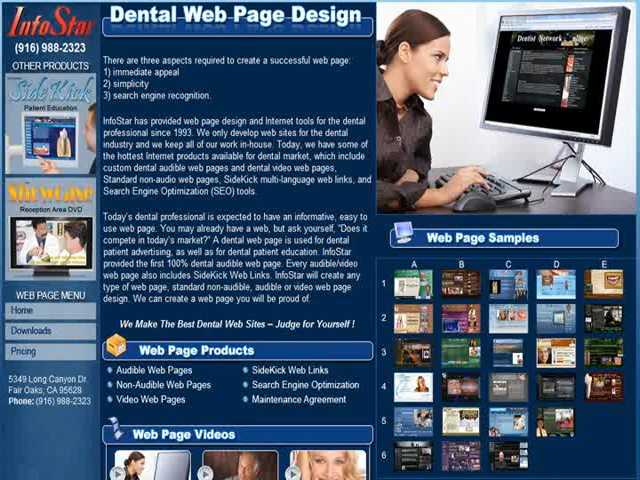 InfoStar
(916) 988-2323
OTHER PRODUCTS
SideKick
Patient Education
Showcase
Reception Area DVD
WEB PAGE MENU
Home
Downloads
Pricing
5349 Long Canyon Dr.
Fair Oaks, CA 95628
Phone: (916) 988-2323
Dental Web Page Design
There are three aspects required to create a successful web page:
1) immediate appeal
2) simplicity
3) search engine recognition.
InfoStar has provided web page design and Internet tools for the dental
professional since 1993. We only develop web sites for the dental
industry and we keep all of our work in-house. Today, we have some of
the hottest Internet products available for dental market, which include
custom dental audible web pages and dental video web pages,
Standard non-audio web pages, SideKick multi-language web links, and
Search Engine Optimization (SEO) tools.
Today's dental professional is expected to have an informative, easy to
use web page. You may already have a web, but ask yourself, "Does it
compete in today's market?" A dental web page is used for dental
patient advertising, as well as for dental patient education. InfoStar
provided the first 100% dental audible web page. Every audible/video
web page also includes SideKick Web Links. InfoStar will create any
type of web page, standard non-audible, audible or video web page
design. We can create a web page you will be proud of.
We Make The Best Dental Web Sites -- Judge for Yourself !
Web Page Products
Audible Web Pages
Non-Audible Web Pages
Video Web Pages
SideKick Web Links
Search Engine Optimization
Maintenance Agreement
Web Page Videos
Dentist Network Online
Web Page Samples
A B C D E
1
2
3
4
5
6